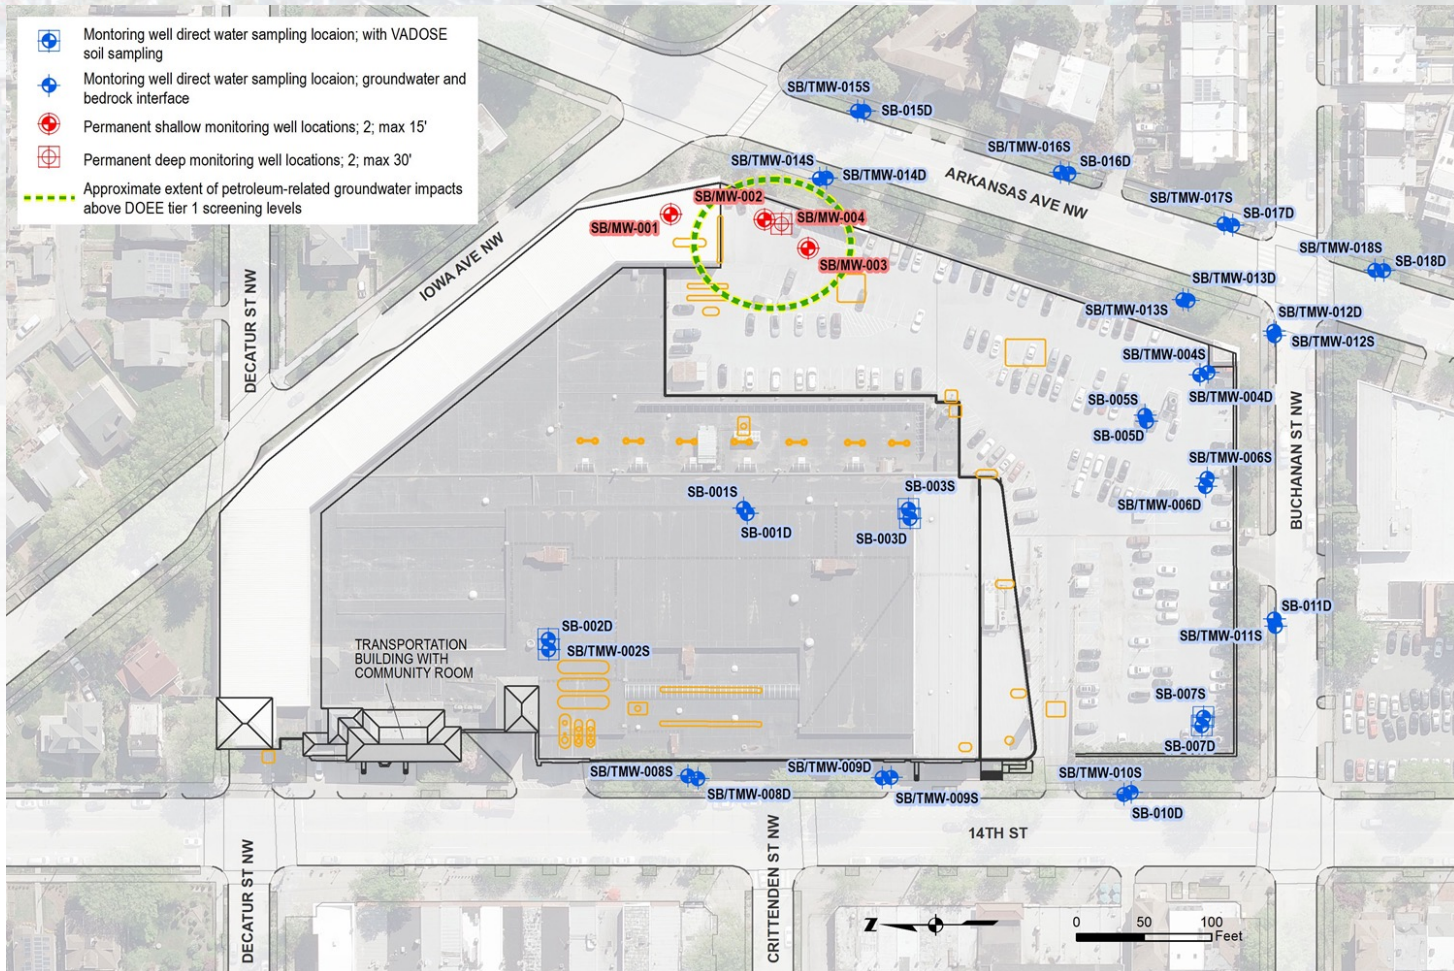 Montoring well direct water sampling locaion; with VADOSE
soil sampling
Montoring well direct water sampling locaion; groundwater and
bedrock interface
Permanent shallow monitoring well locations; 2; max 15'
Permanent deep monitoring well locations; 2; max 30'
Approximate extent of petroleum-related groundwater impacts
above DOEE tier 1 screening levels
SB/TMW-015S
SB-015D
SB/TMW-014S
SB/TMW-014D
SB/TMW-016S
SB-016D
ARKANSAS AVE NW
SB/TMW-017S
SB-017D
SB/TMW-018S
SB-018D
SB/MW-001
SB/MW-002
SB/MW-004
SB/MW-003
IOWA AVE NW
DECATUR ST NW
SB/TMW-013D
SB/TMW-013S
SB/TMW-012D
SB/TMW-012S
SB/TMW-004S
SB/TMW-004D
SB-005S
SB-005D
SB/TMW-006S
SB/TMW-006D
BUCHANAN ST NW
SB-001S
SB-001D
SB-003S
SB-003D
SB-002D
SB/TMW-002S
SB-011D
SB/TMW-011S
TRANSPORTATION
BUILDING WITH
COMMUNITY ROOM
SB-007S
SB-007D
SB/TMW-008S
SB/TMW-008D
SB/TMW-009D
SB/TMW-009S
SB/TMW-010S
SB-010D
14TH ST
DECATUR ST NW
CRITTENDEN ST NW
Z
0 50 100
Feet